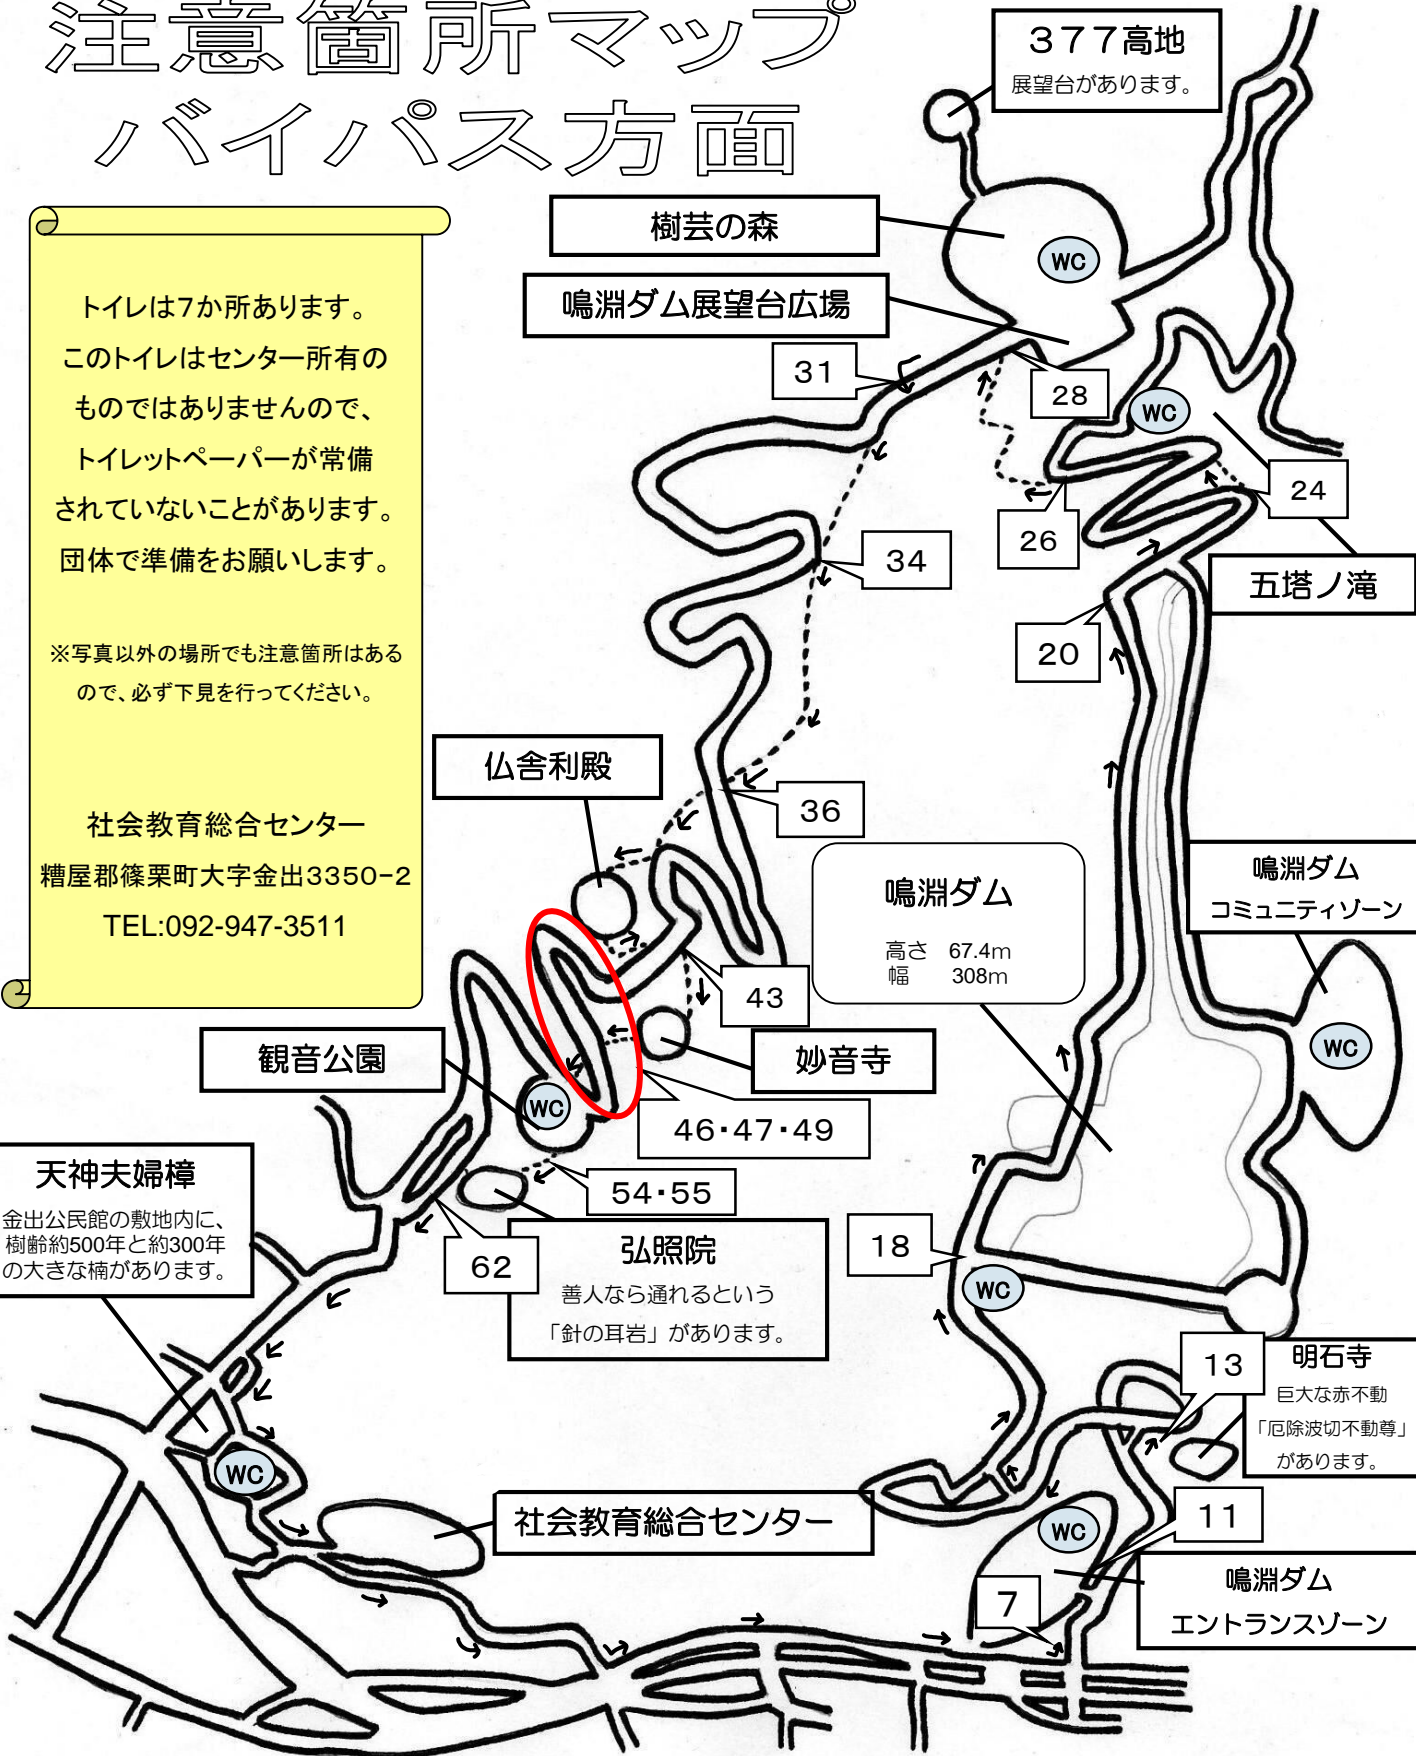 注意箇所マップ
バイパス方面
377高地
展望台があります。
樹芸の森
WC
鳴淵ダム展望台広場
トイレは7か所あります。
このトイレはセンター所有の
ものではありませんので、
トイレットペーパーが常備
されていないことがあります。
団体で準備をお願いします。
※写真以外の場所でも注意箇所はある
ので、必ず下見を行ってください。
社会教育総合センター
糟屋郡篠栗町大字金出3350-2
TEL:092-947-3511
31
28
WC
24
26
34
五塔ノ滝
20
仏舎利殿
36
鳴淵ダム
高さ 67.4m
幅 308m
鳴淵ダム
コミュニティゾーン
WC
43
観音公園
妙音寺
WC
46・47・49
天神夫婦樟
金出公民館の敷地内に、
樹齢約500年と約300年
の大きな楠があります。
54・55
62
弘照院
善人なら通れるという
「針の耳岩」があります。
18
WC
13
明石寺
巨大な赤不動
「厄除波切不動尊」
があります。
WC
社会教育総合センター
WC
11
鳴淵ダム
エントランスゾーン
7